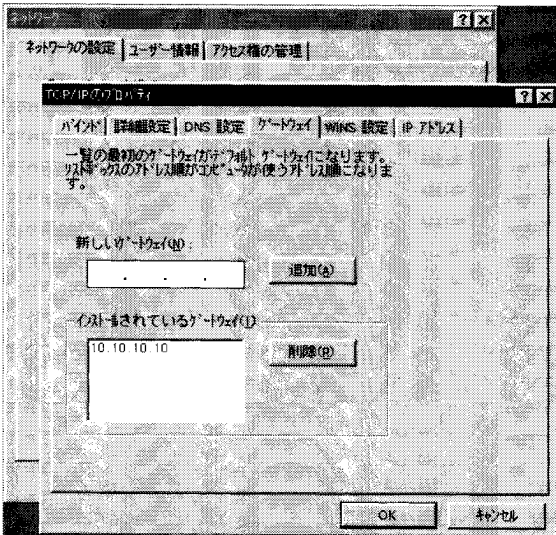 ネットワーク
ネットワークの設定 ユーザー情報 アクセス権の管理
TCP/IPのプロパティ
バインド 詳細設定 DNS 設定 ゲートウェイ WINS 設定 IP アドレス
一覧の最初のゲートウェイがデフォルト ゲートウェイになります。
リストボックスのアドレス順がコンピュータが使うアドレス順になりま
す。
新しいゲートウェイ(N):
. . .
追加(A)
インストールされているゲートウェイ(I)
10.10.10.10
削除(R)
OK
キャンセル